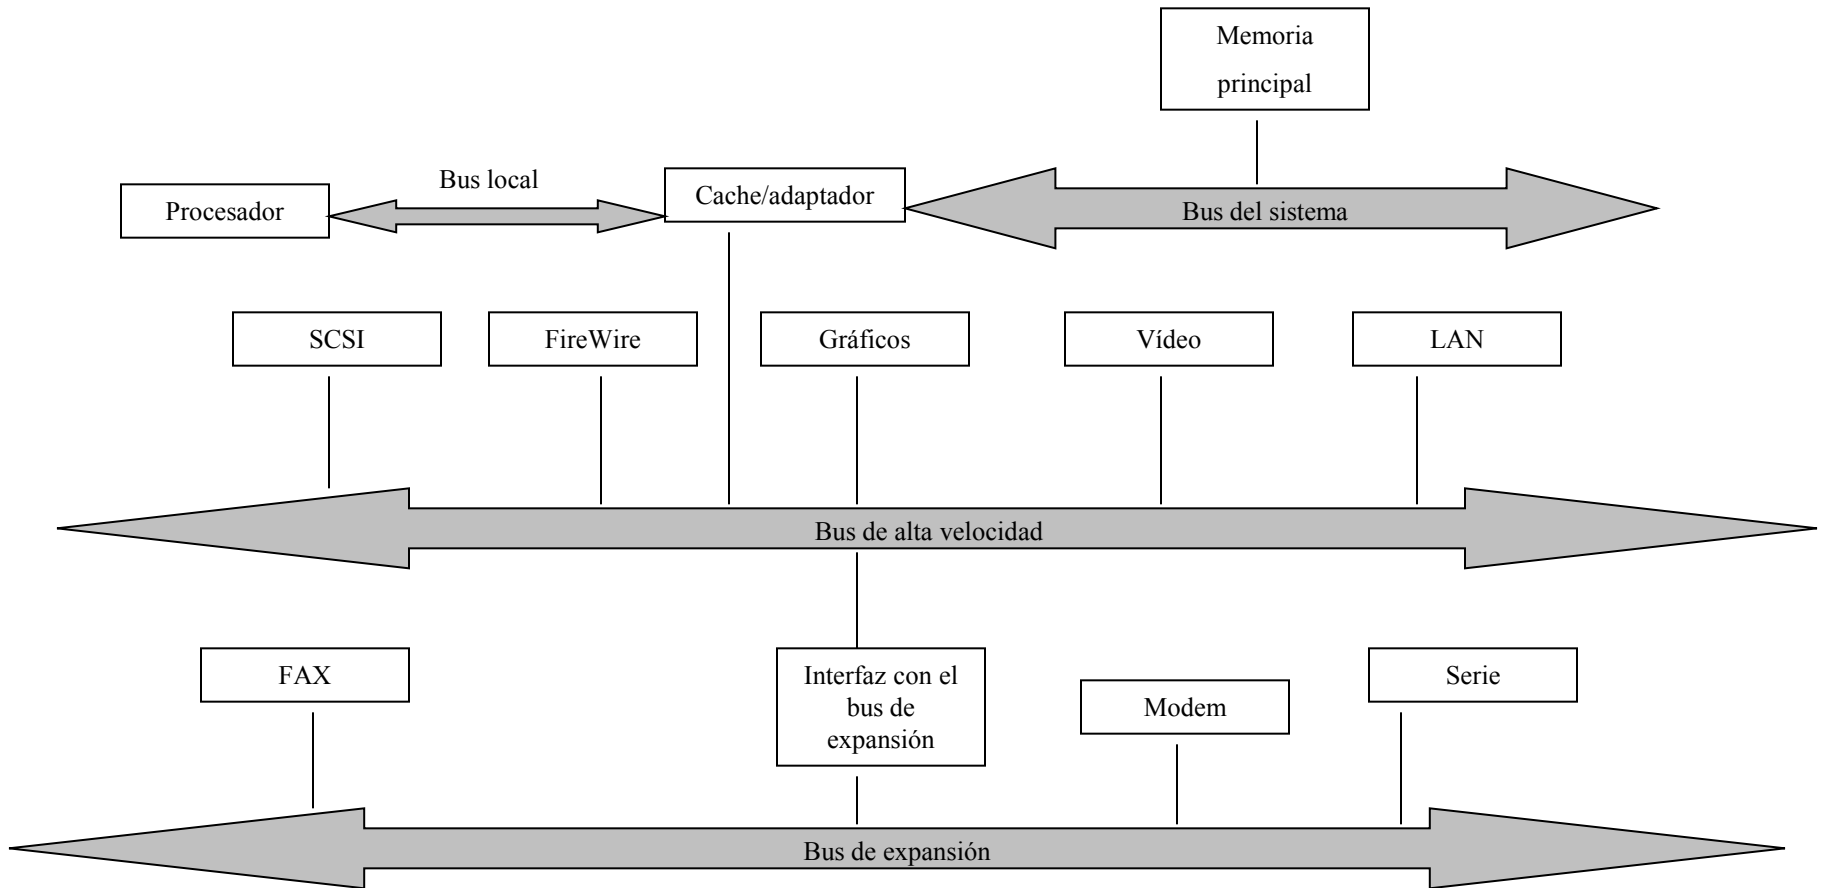 Memoria
principal
Bus local
Procesador
Cache/adaptador
Bus del sistema
SCSI
FireWire
Gráficos
Vídeo
LAN
Bus de alta velocidad
FAX
Interfaz con el
bus de
expansión
Modem
Serie
Bus de expansión